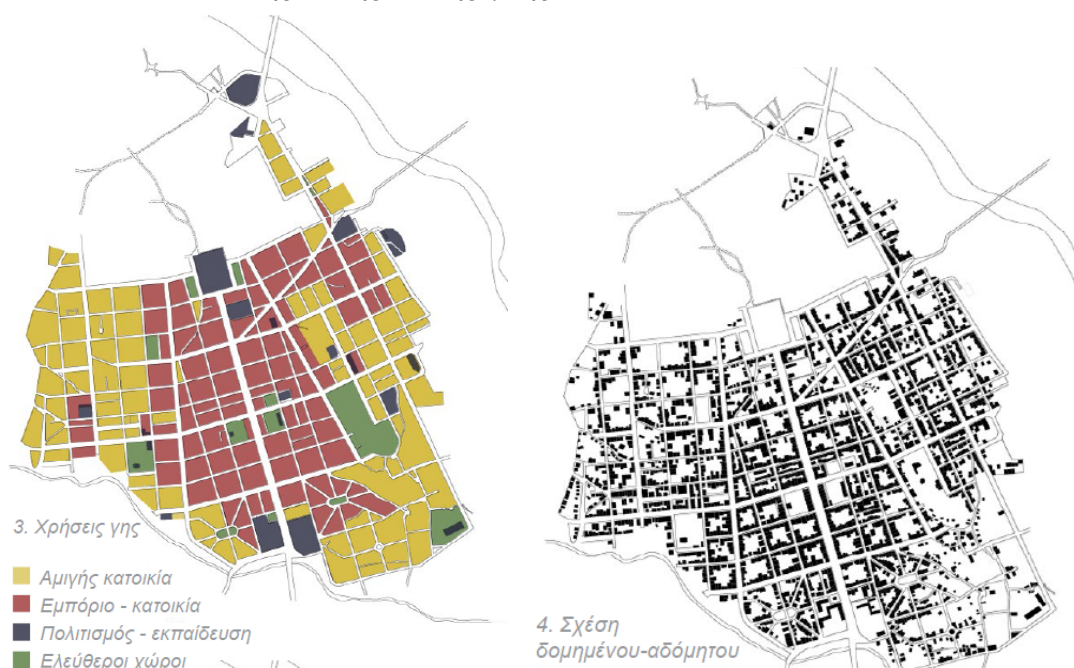 3. Χρήσεις γης
Αμιγής κατοικία
Εμπόριο - κατοικία
Πολιτισμός - εκπαίδευση
Ελεύθεροι χώροι
4. Σχέση
δομημένου-αδόμητου